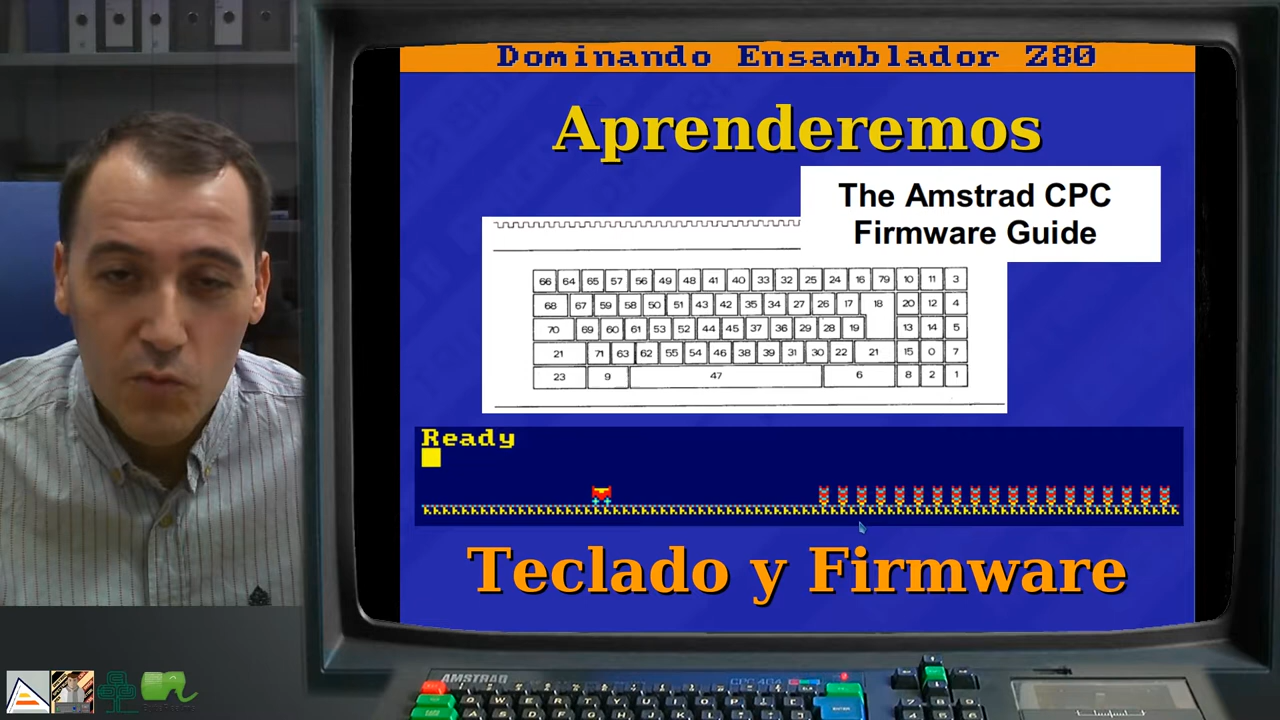 Dominando Ensamblador Z80
Aprenderemos
The Amstrad CPC
Firmware Guide
66 64 65 57 56 49 48 41 40 33 32 25 24 16 79 10 11 3
68 67 59 58 50 51 43 42 35 34 27 26 17 18 20 12 4
70 69 60 61 53 52 44 45 37 36 29 28 19 13 14 5
21 71 63 62 55 54 46 38 39 31 30 22 21 15 0 7
23 9 47 6 8 2 1
Ready
Teclado y Firmware
AMSTRAD
CPC 464